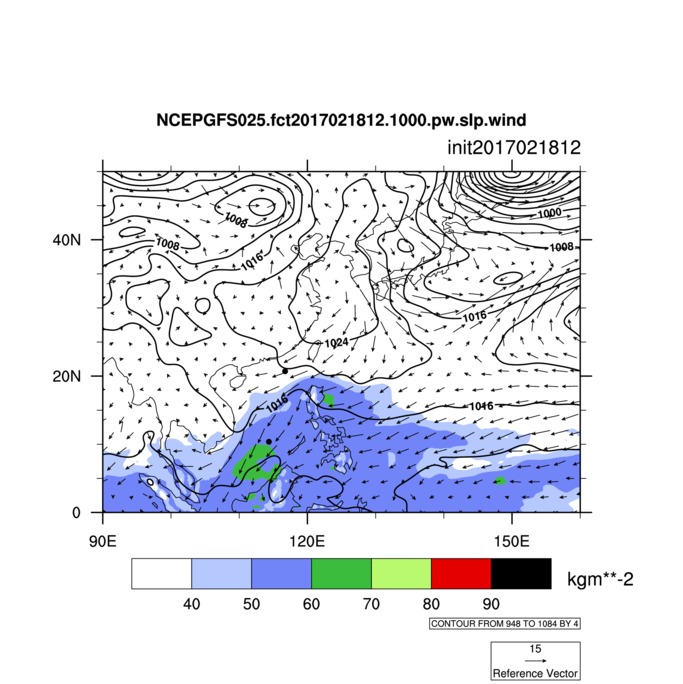 NCEPGFS025.fct2017021812.1000.pw.slp.wind
init2017021812
1008
1000
40N
1008
1008
1016
1016
1024
20N
1016
1016
0
90E
120E
150E
40
50
60
70
80
90
kgm**-2
CONTOUR FROM 948 TO 1084 BY 4
15
Reference Vector